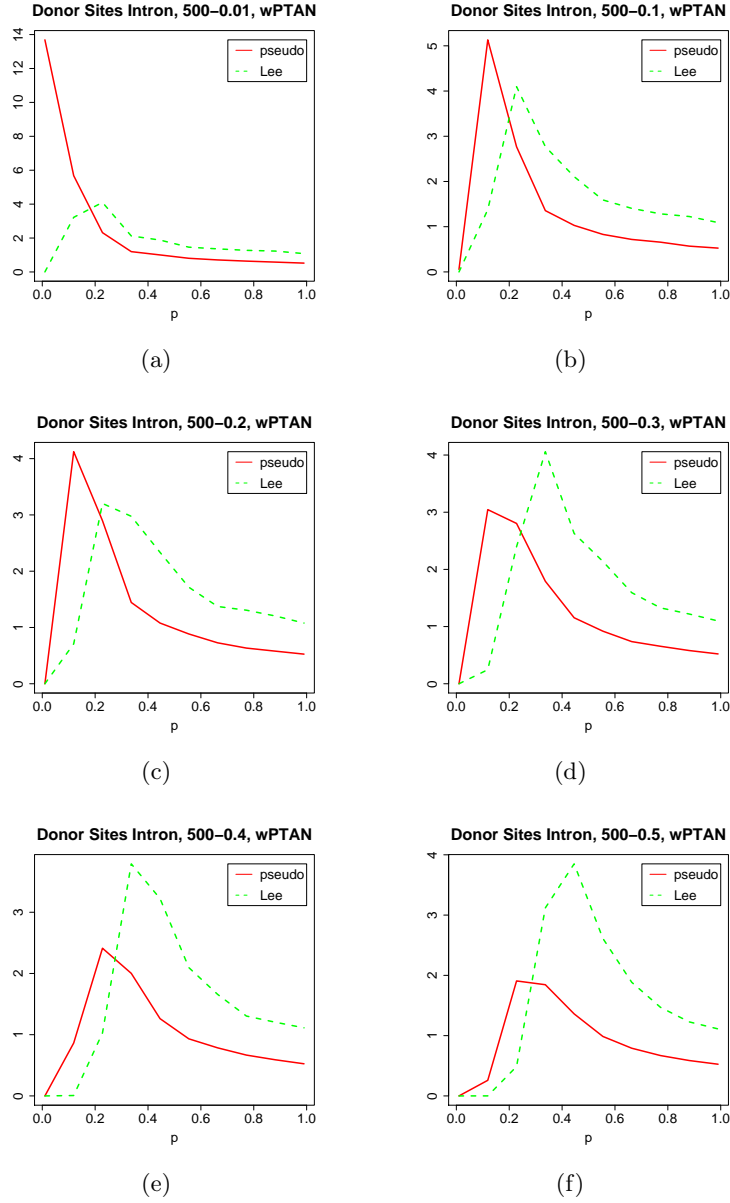 Donor Sites Intron, 500−0.01, wPTAN
pseudo
Lee
14
12
10
8
6
4
2
0
0.0 0.2 0.4 0.6 0.8 1.0
p
(a)
Donor Sites Intron, 500−0.1, wPTAN
pseudo
Lee
5
4
3
2
1
0
0.0 0.2 0.4 0.6 0.8 1.0
p
(b)
Donor Sites Intron, 500−0.2, wPTAN
pseudo
Lee
4
3
2
1
0
0.0 0.2 0.4 0.6 0.8 1.0
p
(c)
Donor Sites Intron, 500−0.3, wPTAN
pseudo
Lee
4
3
2
1
0
0.0 0.2 0.4 0.6 0.8 1.0
p
(d)
Donor Sites Intron, 500−0.4, wPTAN
pseudo
Lee
3
2
1
0
0.0 0.2 0.4 0.6 0.8 1.0
p
(e)
Donor Sites Intron, 500−0.5, wPTAN
pseudo
Lee
4
3
2
1
0
0.0 0.2 0.4 0.6 0.8 1.0
p
(f)